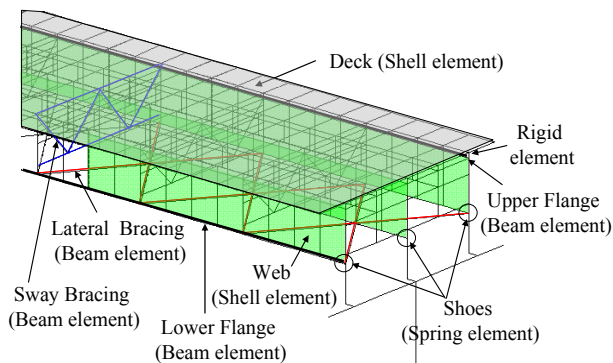 Deck (Shell element)
Rigid
element
Upper Flange
(Beam element)
Lateral Bracing
(Beam element)
Web
(Shell element)
Sway Bracing
(Beam element)
Shoes
(Spring element)
Lower Flange
(Beam element)